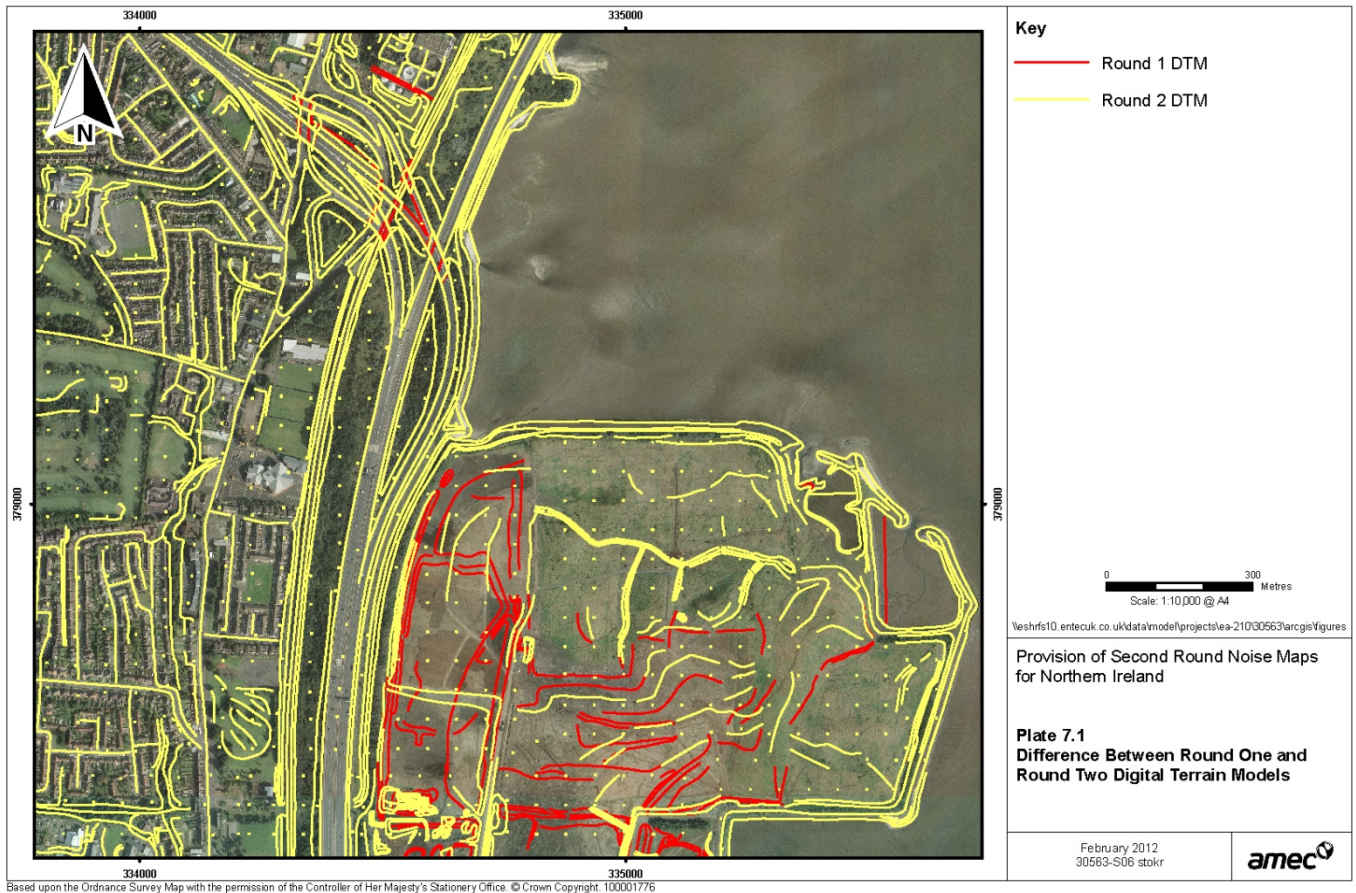 334000
335000
N
379000
379000
334000
335000
Key
Round 1 DTM
Round 2 DTM
0
300
Metres
Scale: 1:10,000 @ A4
\\eshrfs10.entecuk.co.uk\data\model\projects\ea-210\30563\arcgis\figures
Provision of Second Round Noise Maps
for Northern Ireland
Plate 7.1
Difference Between Round One and
Round Two Digital Terrain Models
February 2012
30563-S06 stokr
amec
Based upon the Ordnance Survey Map with the permission of the Controller of Her Majesty's Stationery Office. © Crown Copyright. 100001776